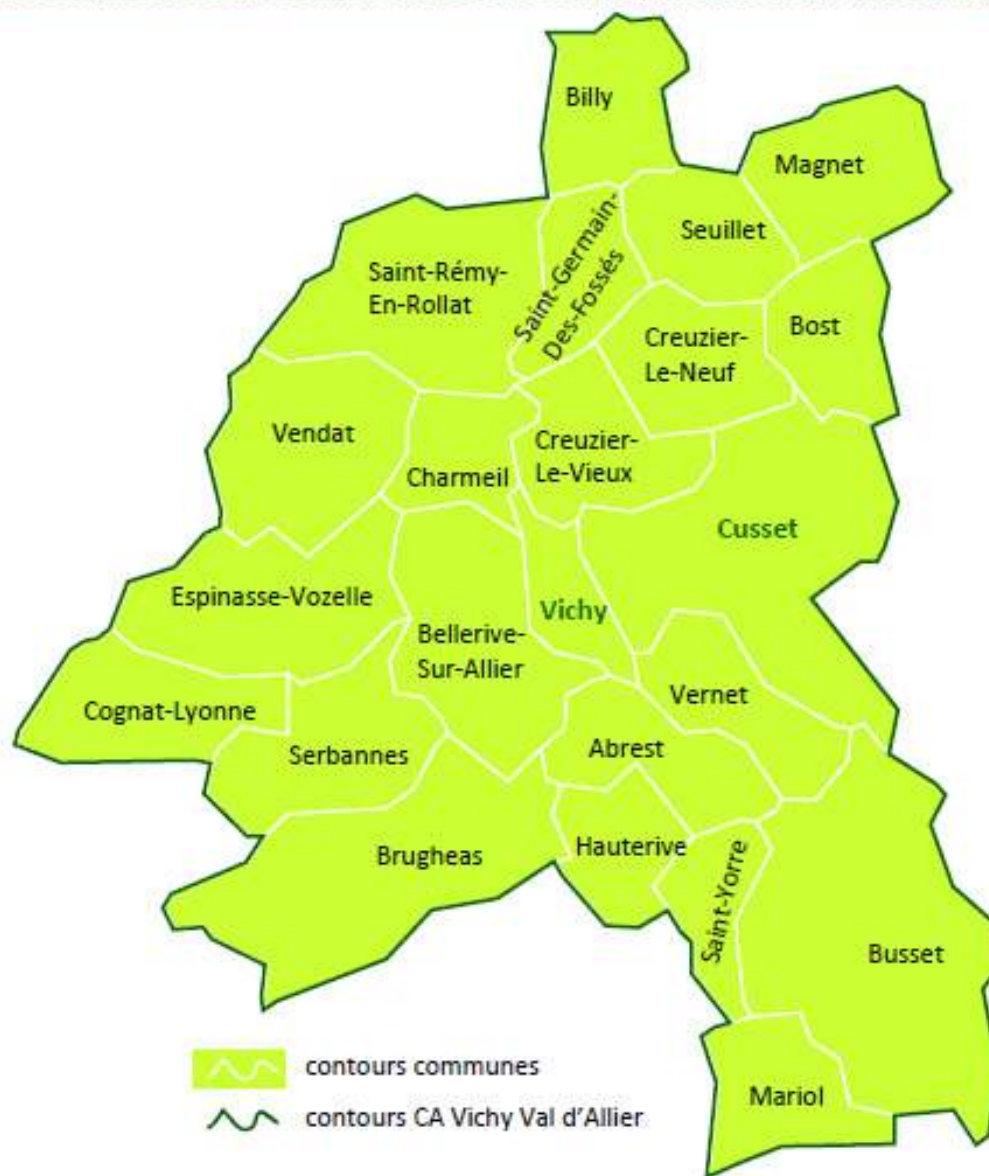 Billy
Magnet
Saint-Germain-
Des-Fossés
Seuillet
Saint-Rémy-
En-Rollat
Bost
Creuzier-
Le-Neuf
Vendat
Creuzier-
Le-Vieux
Charmeil
Cusset
Espinasse-Vozelle
Vichy
Bellerive-
Sur-Allier
Vernet
Cognat-Lyonne
Abrest
Serbannes
Hauterive
Brugheas
Saint-Yorre
Busset
contours communes
Mariol
contours CA Vichy Val d'Allier